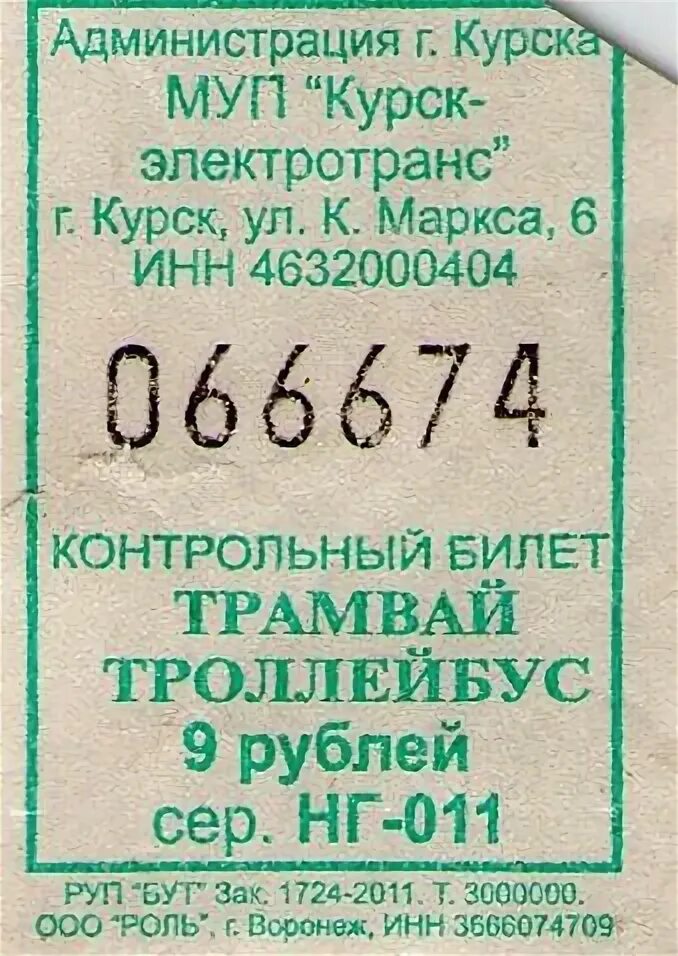 Администрация г. Курска
МУП "Курск-
электротранс"
г. Курск, ул. К. Маркса, 6
ИНН 4632000404
066674
КОНТРОЛЬНЫЙ БИЛЕТ
ТРАМВАЙ
ТРОЛЛЕЙБУС
9 рублей
сер. НГ-011
РУП "БУТ" Зак. 1724-2011. Т. 3000000.
ООО "РОЛЬ", г. Воронеж, ИНН 3666074709